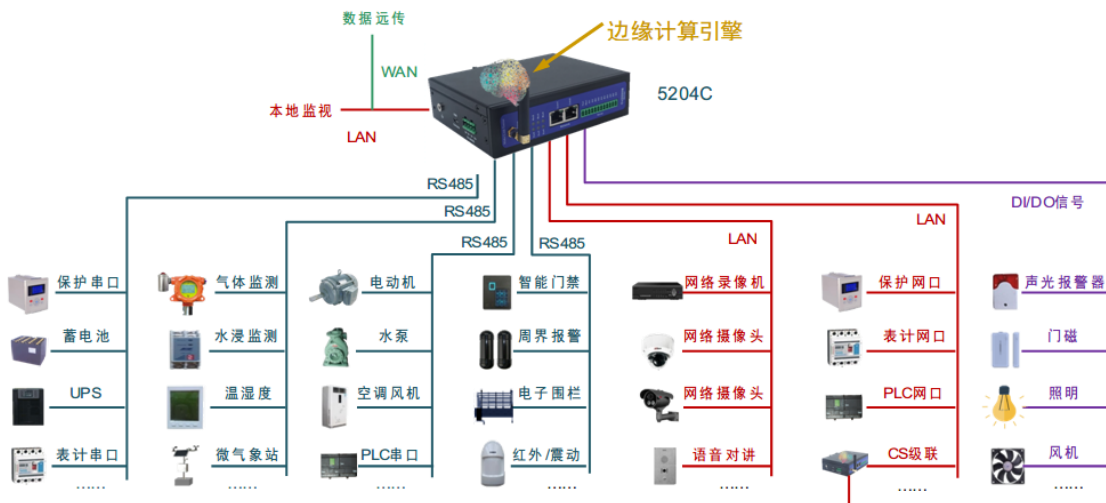 数据远传
边缘计算引擎
WAN
5204C
本地监视
LAN
RS485
RS485
RS485
RS485
LAN
LAN
DI/DO信号
保护串口
气体监测
电动机
智能门禁
网络录像机
保护网口
声光报警器
蓄电池
水浸监测
水泵
周界报警
网络摄像头
表计网口
门磁
UPS
温湿度
空调风机
电子围栏
网络摄像头
PLC网口
照明
表计串口
微气象站
PLC串口
红外/震动
语音对讲
CS级联
风机
……
……
……
……
……
……
……